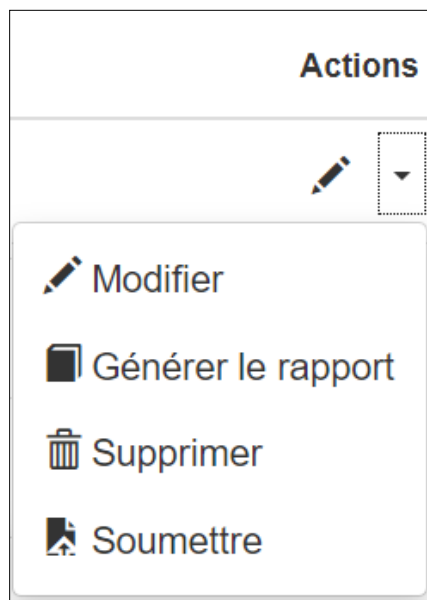 Actions
Modifier
Générer le rapport
Supprimer
Soumettre